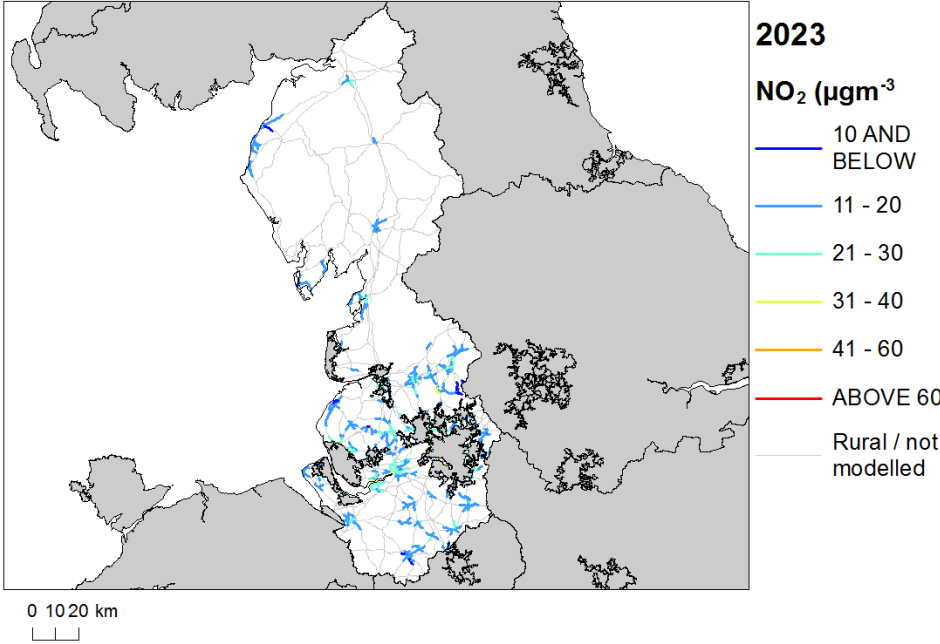 2023
NO₂ (µgm⁻³
10 AND
BELOW
11 - 20
21 - 30
31 - 40
41 - 60
ABOVE 60
Rural / not
modelled
0 10 20 km